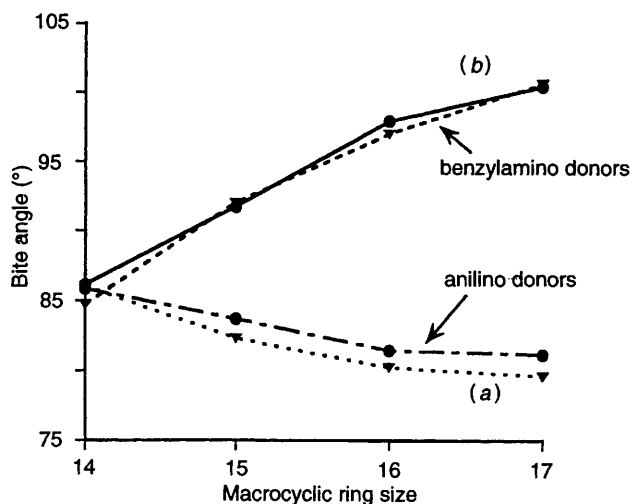 105
(b)
95
benzylamino donors
Bite angle (°)
anilino donors
85
(a)
75
14 15 16 17
Macrocyclic ring size